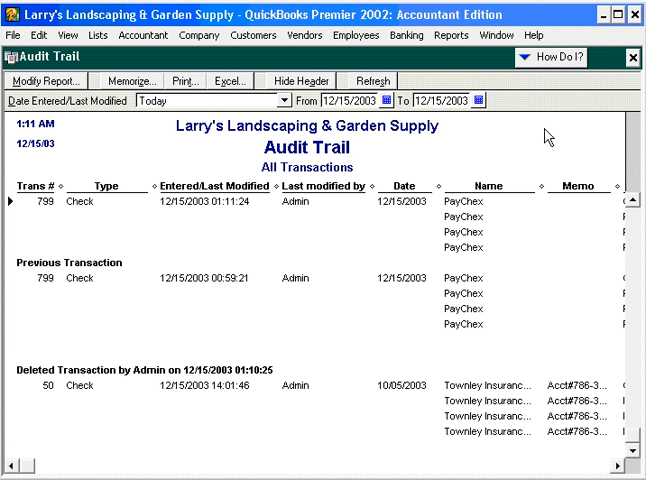 Larry's Landscaping & Garden Supply - QuickBooks Premier 2002: Accountant Edition
File Edit View Lists Accountant Company Customers Vendors Employees Banking Reports Window Help
Audit Trail How Do I?
Modify Report... Memorize... Print... Excel... Hide Header Refresh
Date Entered/Last Modified Today From 12/15/2003 To 12/15/2003
1:11 AM Larry's Landscaping & Garden Supply
12/15/03 Audit Trail
All Transactions
Trans # Type Entered/Last Modified Last modified by Date Name Memo
799 Check 12/15/2003 01:11:24 Admin 12/15/2003 PayChex
PayChex
PayChex
PayChex
Previous Transaction
799 Check 12/15/2003 00:59:21 Admin 12/15/2003 PayChex
PayChex
PayChex
PayChex
Deleted Transaction by Admin on 12/15/2003 01:10:25
50 Check 12/15/2003 14:01:46 Admin 10/05/2003 Townley Insuranc... Acct#786-3...
Townley Insuranc... Acct#786-3...
Townley Insuranc... Acct#786-3...
Townley Insuranc... Acct#786-3...